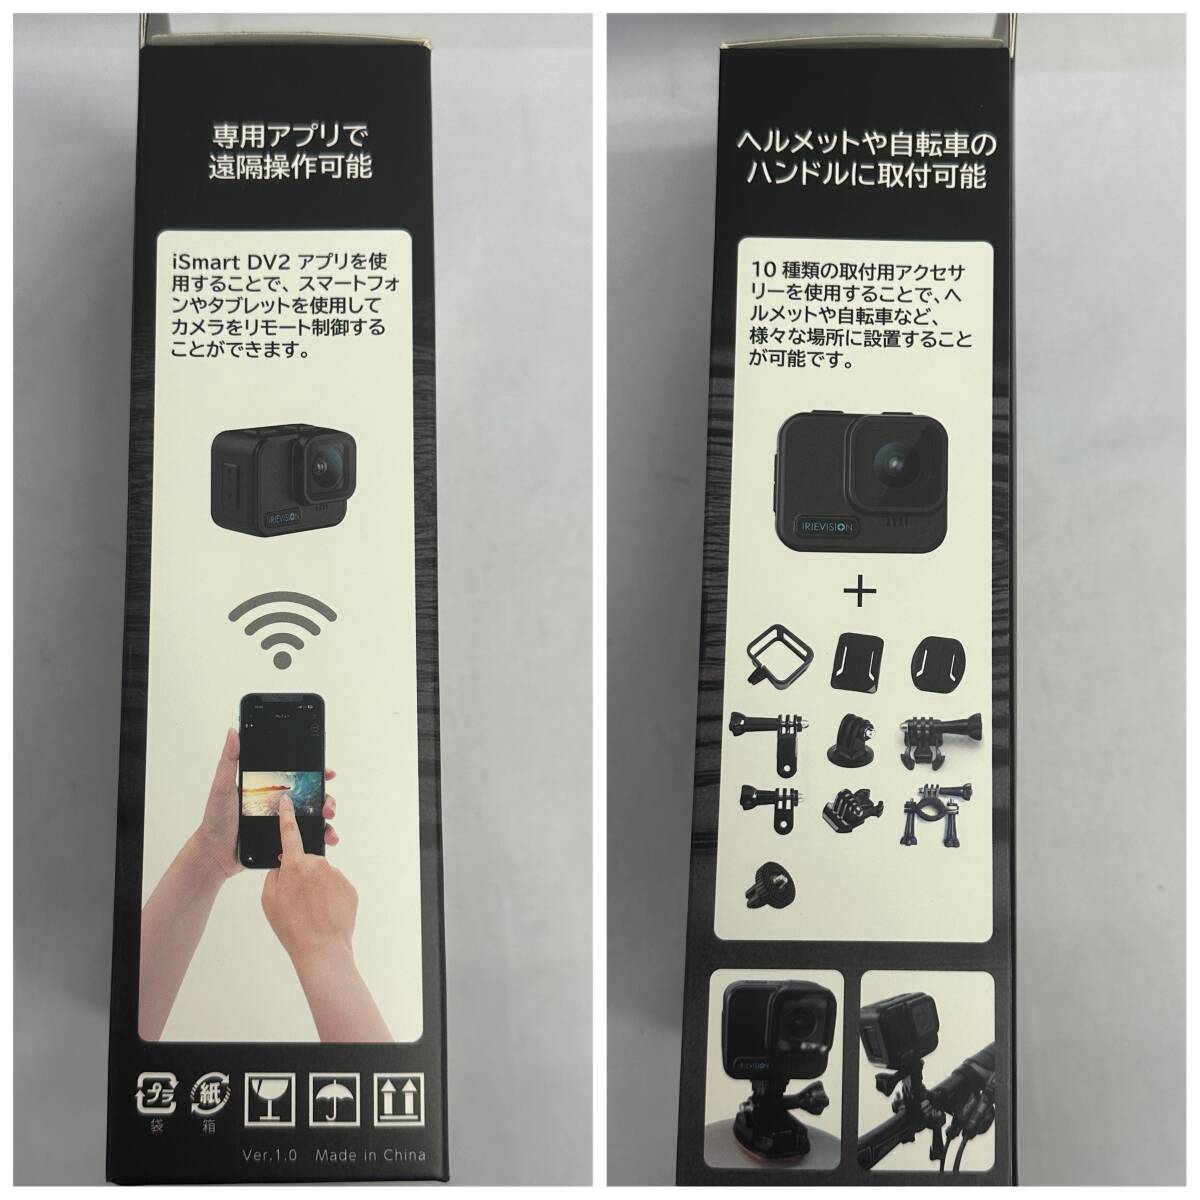 専用アプリで
遠隔操作可能
iSmart DV2 アプリを使
用することで、スマートフォ
ンやタブレットを使用して
カメラをリモート制御する
ことができます。
IRIEVISION
プラ
袋
紙
箱
Ver.1.0 Made in China
ヘルメットや自転車の
ハンドルに取付可能
10 種類の取付用アクセサ
リーを使用することで、ヘ
ルメットや自転車など、
様々な場所に設置すること
が可能です。
IRIEVISION
+
IRIEVISION